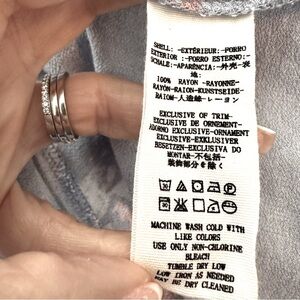 SHELL: -EXTÉRIEUR:-FORRO
EXTERIOR :-FORRO ESTERNO:-
SCHALE:-APARÊNCIA:-外壳-表
地:
100% RAYON -RAYONNE-
RAYÓN-RAION-KUNSTSEIDE-
RAIOM-人造絲-レーヨン
EXCLUSIVE OF TRIM-
EXCLUSIVE DE ORNEMENT-
ADORNO EXCLUSIVE-ORNAMENT
EXCLUSIVE-EXKLUSIVER
BESETZEN-EXCLUSIVA DO
MONTAR-不包括-
装飾部分を除く
MACHINE WASH COLD WITH
LIKE COLORS
USE ONLY NON-CHLORINE
BLEACH
TUMBLE DRY LOW
LOW IRON AS NEEDED
MAY BE DRY CLEANED